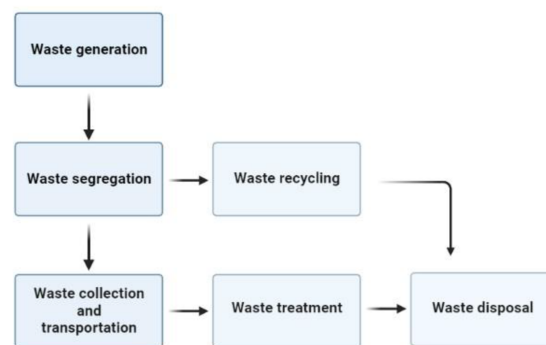 Waste generation
Waste segregation
Waste recycling
Waste collection
and
transportation
Waste treatment
Waste disposal